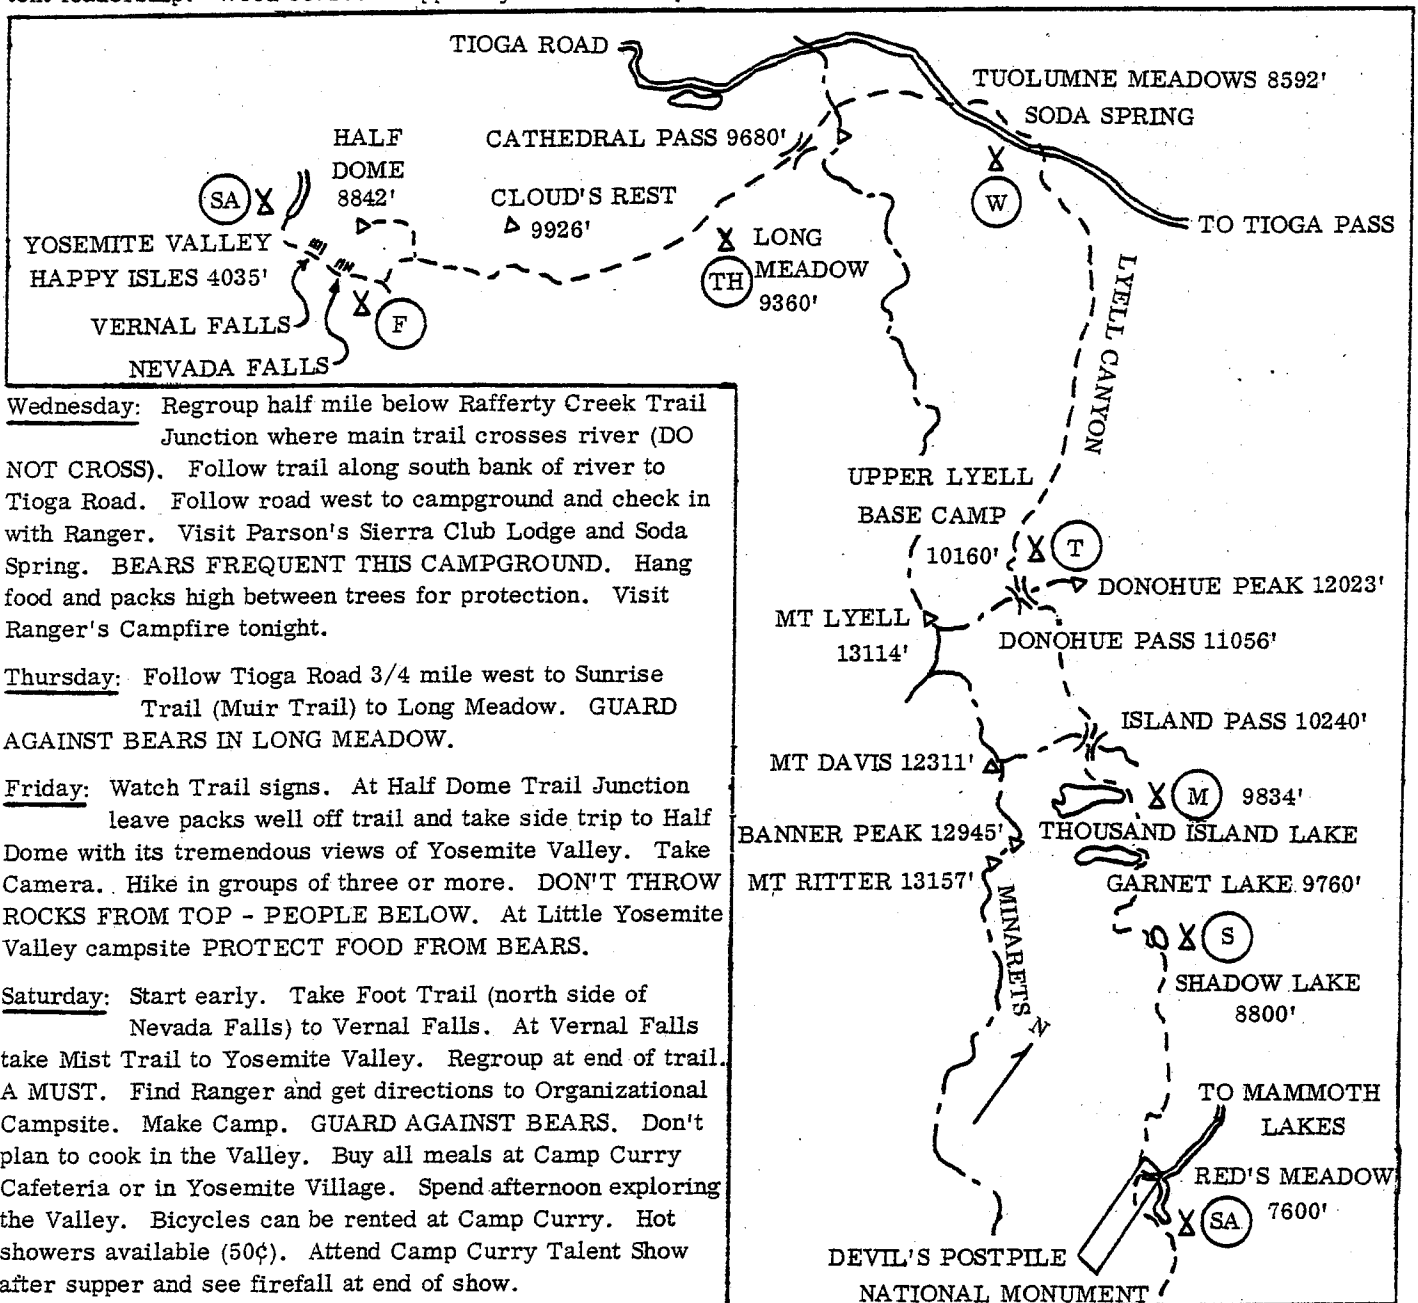 TIOGA ROAD
TUOLUMNE MEADOWS 8592'
SODA SPRING
HALF
DOME
8842'
CATHEDRAL PASS 9680'
SA
CLOUD'S REST
9926'
W
TO TIOGA PASS
YOSEMITE VALLEY
HAPPY ISLES 4035'
LONG
MEADOW
9360'
TH
VERNAL FALLS
F
NEVADA FALLS
LYELL CANYON
Wednesday: Regroup half mile below Rafferty Creek Trail
Junction where main trail crosses river (DO
NOT CROSS). Follow trail along south bank of river to
Tioga Road. Follow road west to campground and check in
with Ranger. Visit Parson's Sierra Club Lodge and Soda
Spring. BEARS FREQUENT THIS CAMPGROUND. Hang
food and packs high between trees for protection. Visit
Ranger's Campfire tonight.
Thursday: Follow Tioga Road 3/4 mile west to Sunrise
Trail (Muir Trail) to Long Meadow. GUARD
AGAINST BEARS IN LONG MEADOW.
Friday: Watch Trail signs. At Half Dome Trail Junction
leave packs well off trail and take side trip to Half
Dome with its tremendous views of Yosemite Valley. Take
Camera. Hike in groups of three or more. DON'T THROW
ROCKS FROM TOP - PEOPLE BELOW. At Little Yosemite
Valley campsite PROTECT FOOD FROM BEARS.
Saturday: Start early. Take Foot Trail (north side of
Nevada Falls) to Vernal Falls. At Vernal Falls
take Mist Trail to Yosemite Valley. Regroup at end of trail.
A MUST. Find Ranger and get directions to Organizational
Campsite. Make Camp. GUARD AGAINST BEARS. Don't
plan to cook in the Valley. Buy all meals at Camp Curry
Cafeteria or in Yosemite Village. Spend afternoon exploring
the Valley. Bicycles can be rented at Camp Curry. Hot
showers available (50¢). Attend Camp Curry Talent Show
after supper and see firefall at end of show.
UPPER LYELL
BASE CAMP
10160'
T
DONOHUE PEAK 12023'
MT LYELL
13114'
DONOHUE PASS 11056'
ISLAND PASS 10240'
MT DAVIS 12311'
M 9834'
BANNER PEAK 12945'
THOUSAND ISLAND LAKE
MT RITTER 13157'
GARNET LAKE 9760'
MINARETS
S
SHADOW LAKE
8800'
N
TO MAMMOTH
LAKES
RED'S MEADOW
7600'
SA
DEVIL'S POSTPILE
NATIONAL MONUMENT